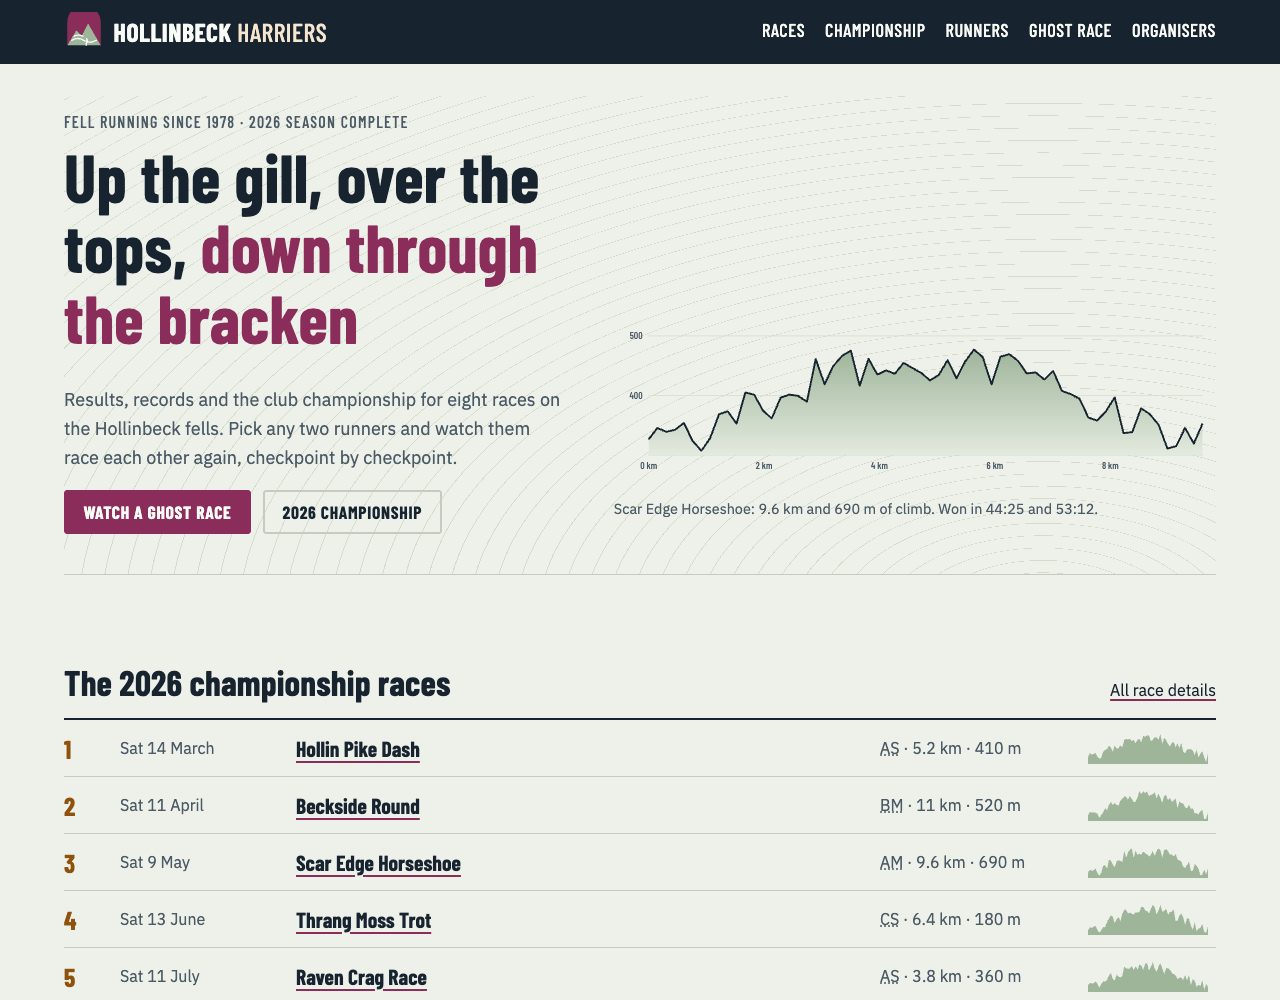 HOLLINBECK HARRIERS
RACES CHAMPIONSHIP RUNNERS GHOST RACE ORGANISERS
FELL RUNNING SINCE 1978 · 2026 SEASON COMPLETE
Up the gill, over the
tops, down through
the bracken
Results, records and the club championship for eight races on
the Hollinbeck fells. Pick any two runners and watch them
race each other again, checkpoint by checkpoint.
WATCH A GHOST RACE
2026 CHAMPIONSHIP
500
400
0 km 2 km 4 km 6 km 8 km
Scar Edge Horseshoe: 9.6 km and 690 m of climb. Won in 44:25 and 53:12.
The 2026 championship races
All race details
1 Sat 14 March Hollin Pike Dash AS · 5.2 km · 410 m
2 Sat 11 April Beckside Round BM · 11 km · 520 m
3 Sat 9 May Scar Edge Horseshoe AM · 9.6 km · 690 m
4 Sat 13 June Thrang Moss Trot CS · 6.4 km · 180 m
5 Sat 11 July Raven Crag Race AS · 3.8 km · 360 m